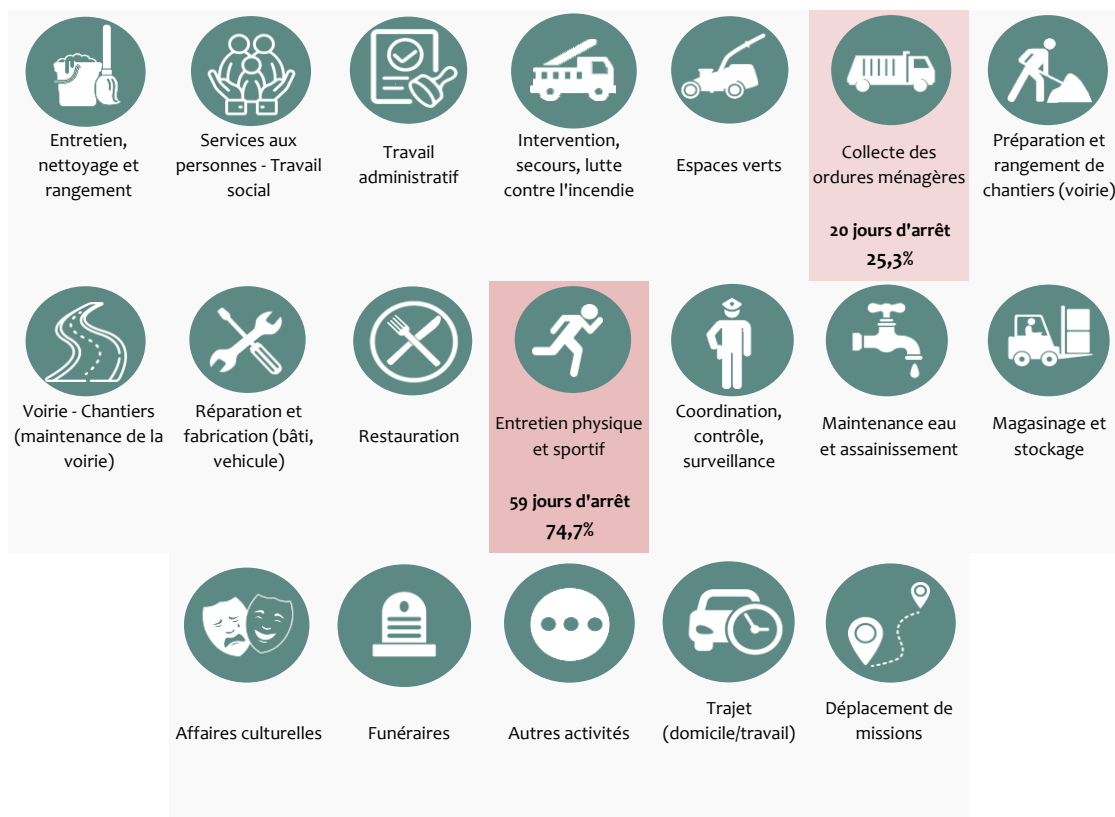 Entretien,
nettoyage et
rangement
Services aux
personnes - Travail
social
Travail
administratif
Intervention,
secours, lutte
contre l'incendie
Espaces verts
Collecte des
ordures ménagères
20 jours d'arrêt
25,3%
Préparation et
rangement de
chantiers (voirie)
Voirie - Chantiers
(maintenance de la
voirie)
Réparation et
fabrication (bâti,
vehicule)
Restauration
Entretien physique
et sportif
59 jours d'arrêt
74,7%
Coordination,
contrôle,
surveillance
Maintenance eau
et assainissement
Magasinage et
stockage
Affaires culturelles
Funéraires
Autres activités
Trajet
(domicile/travail)
Déplacement de
missions